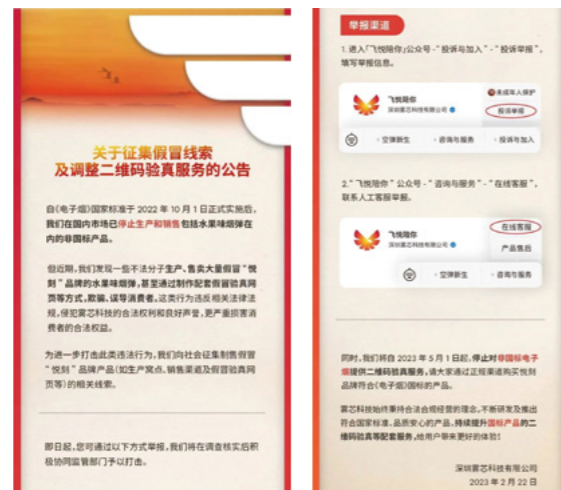 关于征集假冒线索
及调整二维码验真服务的公告
自《电子烟》国家标准于 2022 年 10 月 1 日正式实施后,
我们在国内市场已停止生产和销售包括水果味烟弹在
内的非国标产品。
但近期,我们发现一些不法分子生产、售卖大量假冒“悦
刻”品牌的水果味烟弹,甚至通过制作配套假冒验真网
页等方式,欺骗、误导消费者。这类行为违反相关法律法
规,侵犯雾芯科技的合法权利和良好声誉,更严重损害消
费者的合法权益。
为进一步打击此类违法行为,我们向社会征集制售假冒
“悦刻”品牌产品(如生产窝点、销售渠道及假冒验真网
页等)的相关线索。
即日起,您可通过以下方式举报,我们将在调查核实后积
极协同监管部门予以打击。
举报渠道
1. 进入「飞悦陪你」公众号 -“投诉与加入”-“投诉举报”,
填写举报信息。
飞悦陪你
深圳雾芯科技有限公司
未成年人保护
投诉举报
空弹新生
咨询与服务
投诉与加入
2.“飞悦陪你”公众号 -“咨询与服务”-“在线客服”,
联系人工客服举报。
飞悦陪你
深圳雾芯科技有限公司
在线客服
产品售后
空弹新生
咨询与服务
同时,我们将自 2023 年 5 月 1 日起,停止对非国标电子
烟提供二维码验真服务,请大家通过正规渠道购买悦刻
品牌符合《电子烟》国标的产品。
雾芯科技始终秉持合法合规经营的理念,不断研发及推出
符合国家标准、品质安心的产品,持续提升国标产品的二
维码验真等配套服务,给用户带来更好的体验!
深圳雾芯科技有限公司
2023 年 2 月 22 日